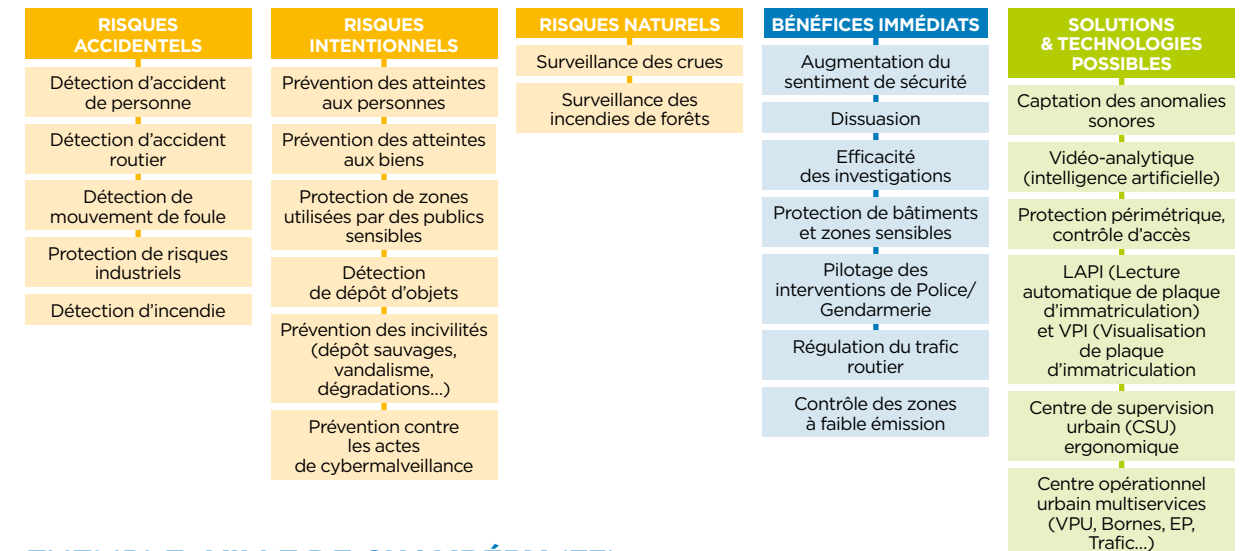 RISQUES
ACCIDENTELS
Détection d'accident
de personne
Détection d'accident
routier
Détection de
mouvement de foule
Protection de risques
industriels
Détection d'incendie
RISQUES
INTENTIONNELS
Prévention des atteintes
aux personnes
Prévention des atteintes
aux biens
Protection de zones
utilisées par des publics
sensibles
Détection
de dépôt d'objets
Prévention des incivilités
(dépôt sauvages,
vandalisme,
dégradations...)
Prévention contre
les actes
de cybermalveillance
RISQUES NATURELS
Surveillance des crues
Surveillance des
incendies de forêts
BÉNÉFICES IMMÉDIATS
Augmentation du
sentiment de sécurité
Dissuasion
Efficacité
des investigations
Protection de bâtiments
et zones sensibles
Pilotage des
interventions de Police/
Gendarmerie
Régulation du trafic
routier
Contrôle des zones
à faible émission
SOLUTIONS
& TECHNOLOGIES
POSSIBLES
Captation des anomalies
sonores
Vidéo-analytique
(intelligence artificielle)
Protection périmétrique,
contrôle d'accès
LAPI (Lecture
automatique de plaque
d'immatriculation)
et VPI (Visualisation
de plaque
d'immatriculation
Centre de supervision
urbain (CSU)
ergonomique
Centre opérationnel
urbain multiservices
(VPU, Bornes, EP,
Trafic...)